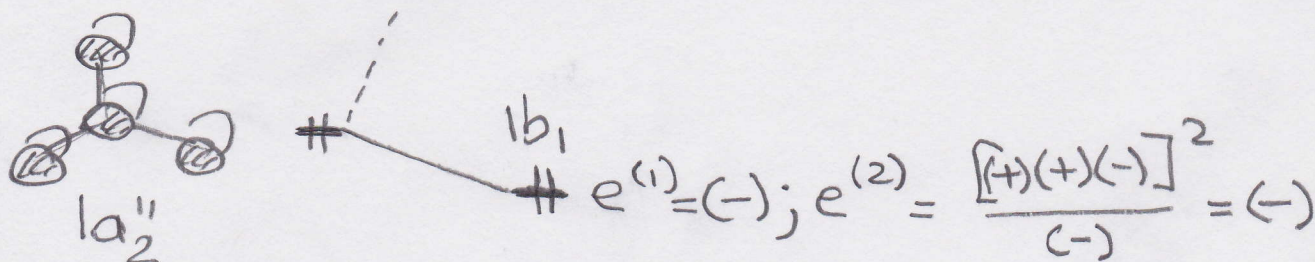 1b₁
e⁽¹⁾=(-); e⁽²⁾ = [(+)(+)(-)]² / (-) = (-)
1a₂"